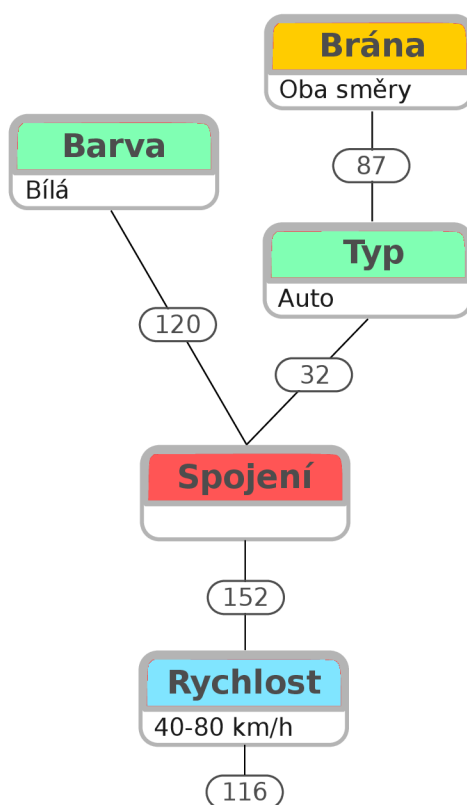 Brána
Oba směry
87
Barva
Bílá
Typ
Auto
120
32
Spojení
152
Rychlost
40-80 km/h
116